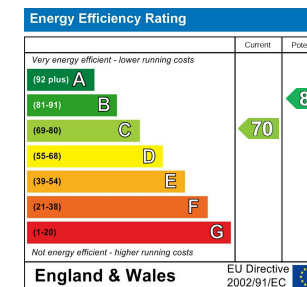 Energy Efficiency Rating
Current
Very energy efficient - lower running costs
(92 plus) A
(81-91) B
(69-80) C 70
(55-68) D
(39-54) E
(21-38) F
(1-20) G
Not energy efficient - higher running costs
England & Wales
EU Directive
2002/91/EC